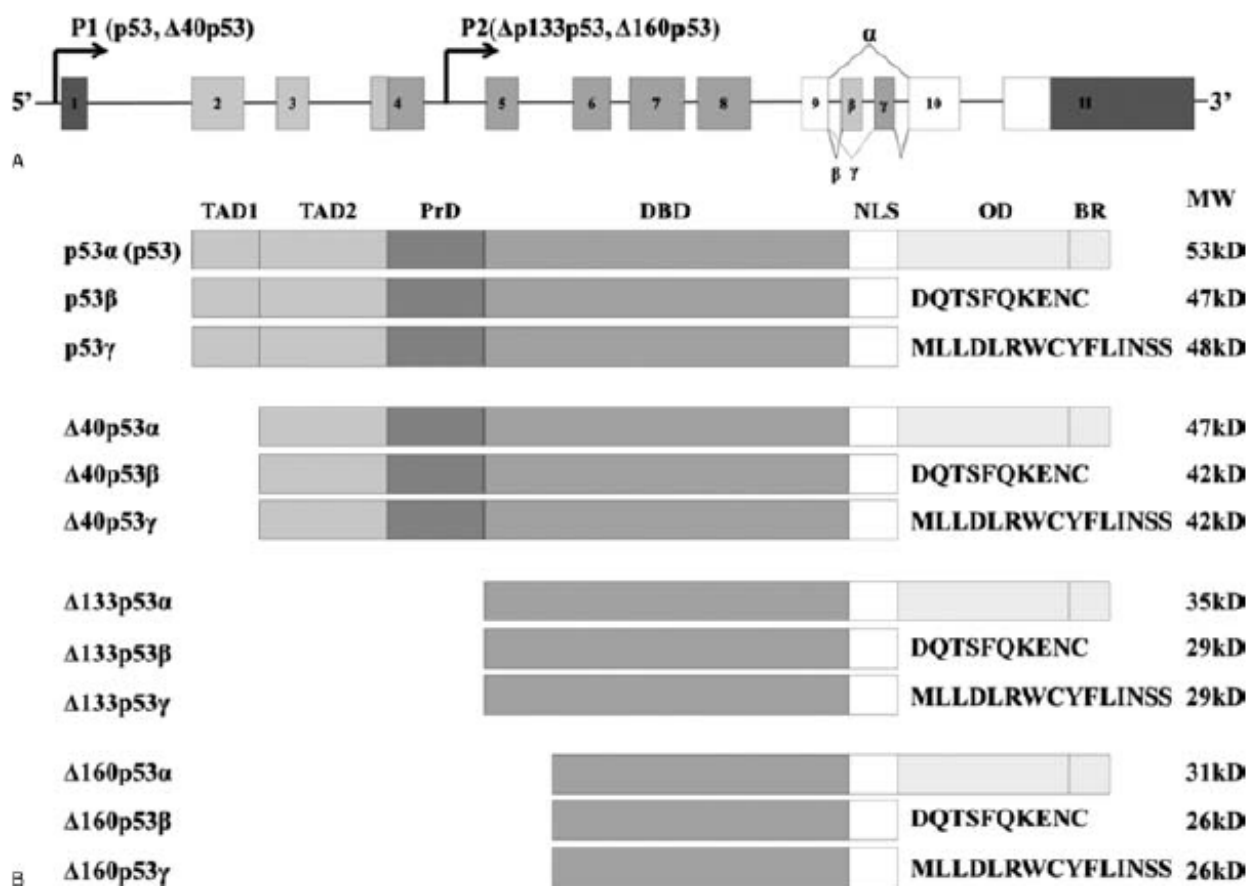 P1 (p53, Δ40p53) P2(Δp133p53, Δ160p53) α
5’ 1 2 3 4 5 6 7 8 9 β γ 10 11 3’
β γ
A
TAD1 TAD2 PrD DBD NLS OD BR MW
p53α (p53) 53kD
p53β DQTSFQKENC 47kD
p53γ MLLDLRWCYFLINSS 48kD
Δ40p53α 47kD
Δ40p53β DQTSFQKENC 42kD
Δ40p53γ MLLDLRWCYFLINSS 42kD
Δ133p53α 35kD
Δ133p53β DQTSFQKENC 29kD
Δ133p53γ MLLDLRWCYFLINSS 29kD
Δ160p53α 31kD
Δ160p53β DQTSFQKENC 26kD
Δ160p53γ MLLDLRWCYFLINSS 26kD
B